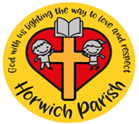 God with us lighting the way to love and respect
Horwich Parish